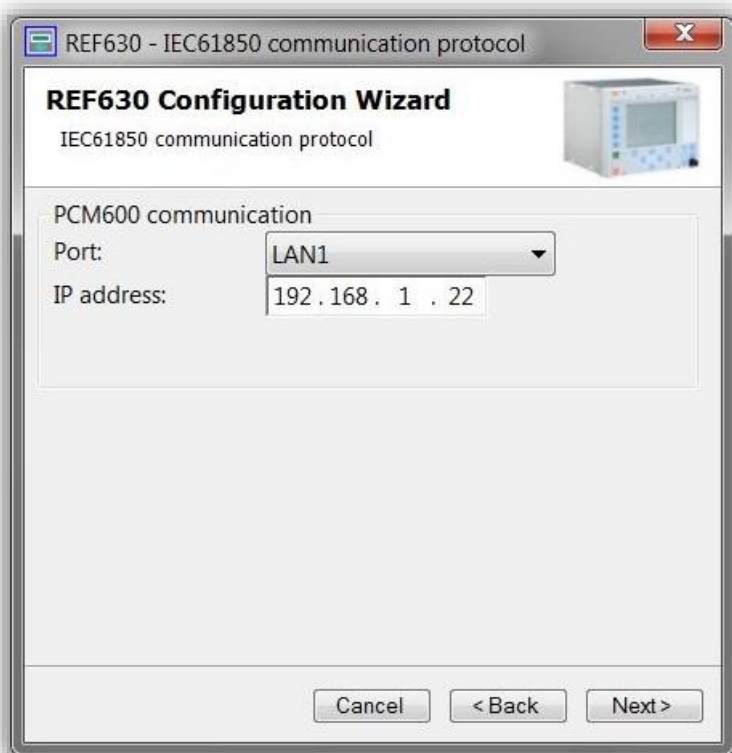 REF630 - IEC61850 communication protocol
X
REF630 Configuration Wizard
IEC61850 communication protocol
PCM600 communication
Port: LAN1
IP address: 192.168. 1 . 22
Cancel <Back Next>